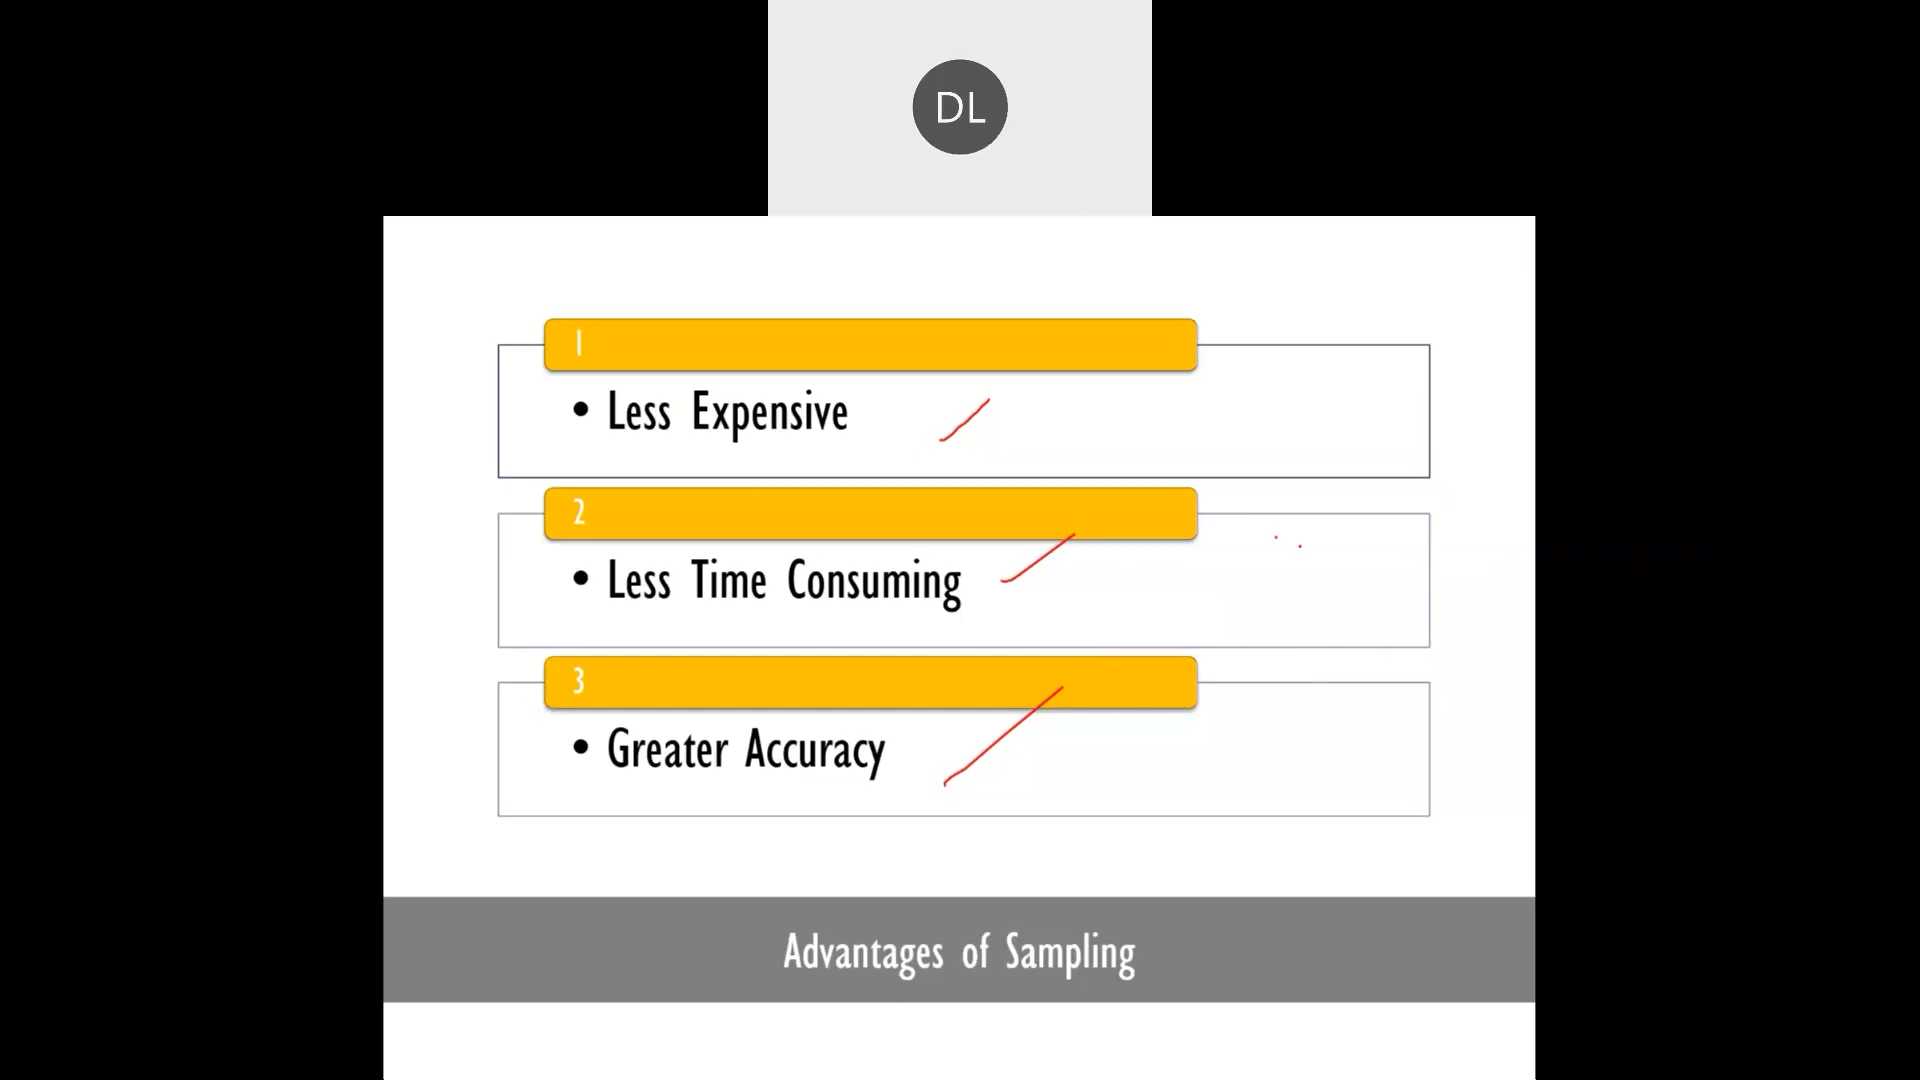 DL
1
• Less Expensive
2
• Less Time Consuming
3
• Greater Accuracy
Advantages of Sampling